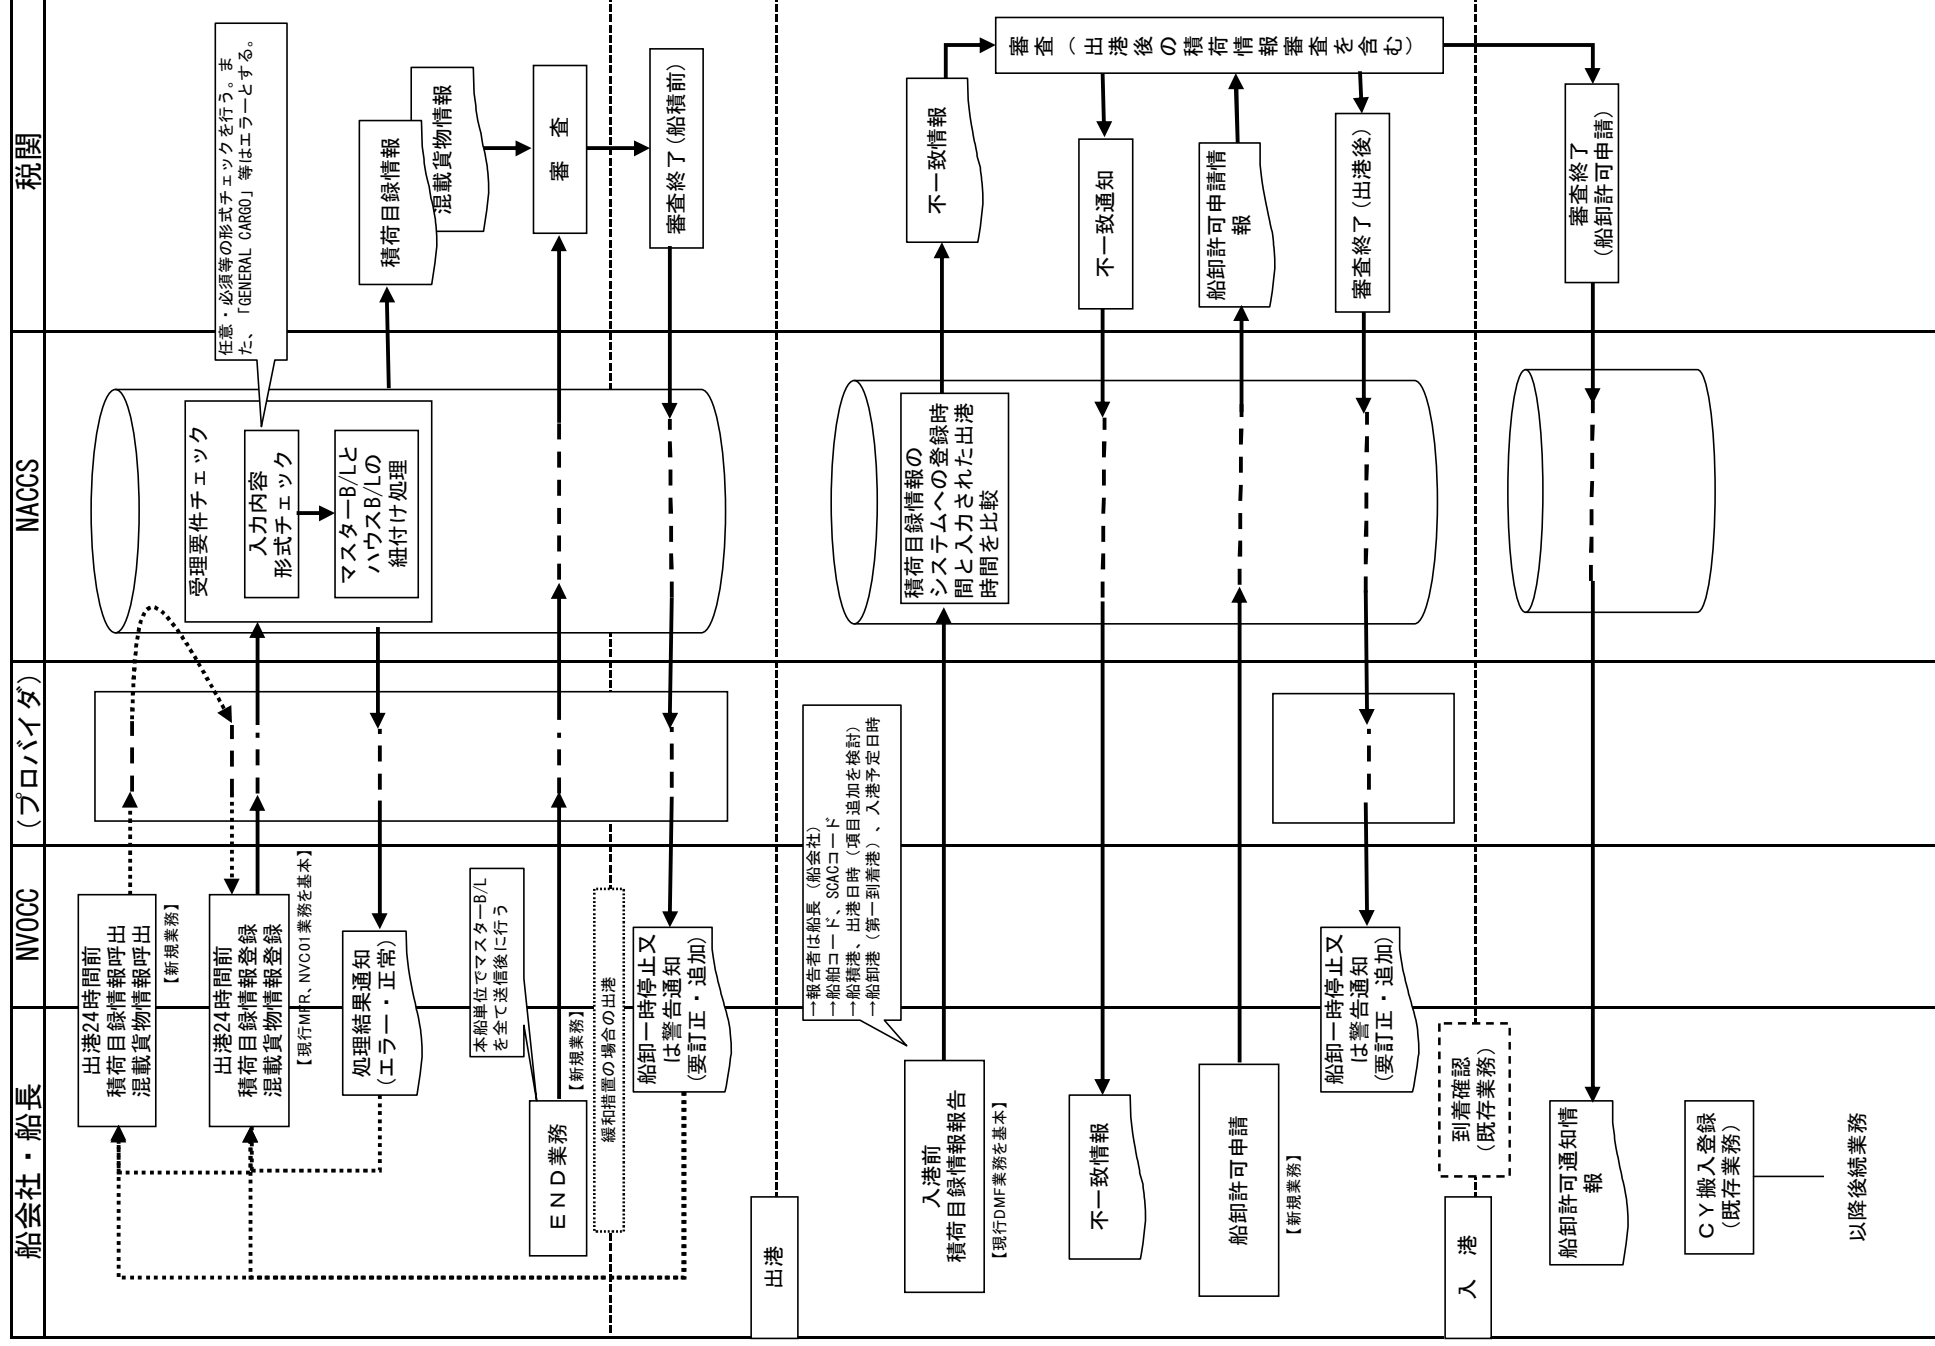 船会社・船長
NVOCC
(プロバイダ)
NACCS
税関
出港24時間前
積荷目録情報呼出
混載貨物情報呼出
【新規業務】
出港24時間前
積荷目録情報登録
混載貨物情報登録
【現行MFR、NVC01業務を基本】
受理要件チェック
入力内容
形式チェック
マスターB/Lと
ハウスB/Lの
紐付け処理
任意・必須等の形式チェックを行う。ま
た、「GENERAL CARGO」等はエラーとする。
処理結果通知
(エラー・正常)
積荷目録情報
混載貨物情報
本船単位でマスターB/L
を全て送信後に行う
END業務
【新規業務】
審　査
緩和措置の場合の出港
審査終了(船積前)
船卸一時停止又
は警告通知
(要訂正・追加)
出港
→報告者は船長（船会社）
→船舶コード、SCACコード
→船積港、出港日時（項目追加を検討）
→船卸港（第一到着港）、入港予定日時
入港前
積荷目録情報報告
【現行DMF業務を基本】
積荷目録情報の
システムへの登録時
間と入力された出港
時間を比較
不一致情報
審査（出港後の積荷情報審査を含む）
不一致通知
不一致情報
船卸許可申請
【新規業務】
船卸許可申請情
報
審査終了(出港後)
船卸一時停止又
は警告通知
(要訂正・追加)
到着確認
(既存業務)
入　港
審査終了
(船卸許可申請)
船卸許可通知情
報
CY搬入登録
(既存業務)
以降後続業務